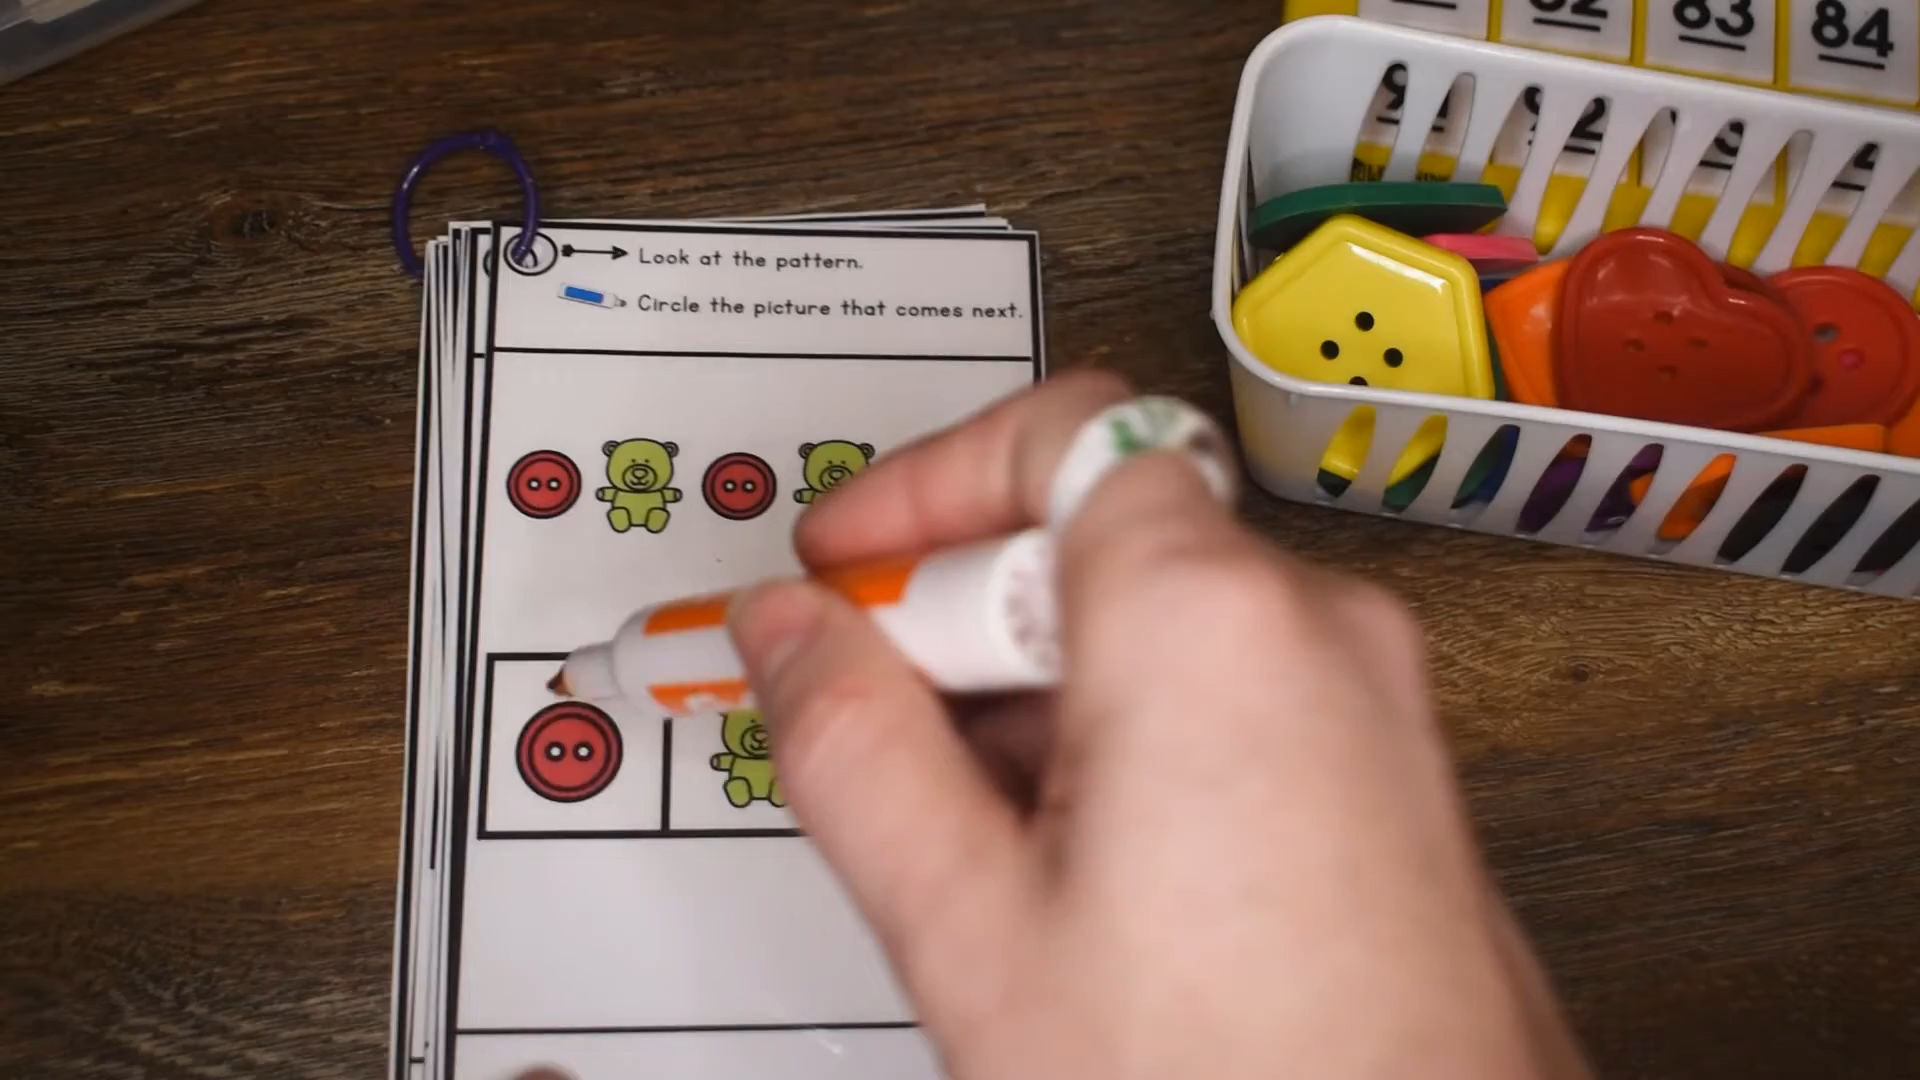 83 84
Look at the pattern.
Circle the picture that comes next.